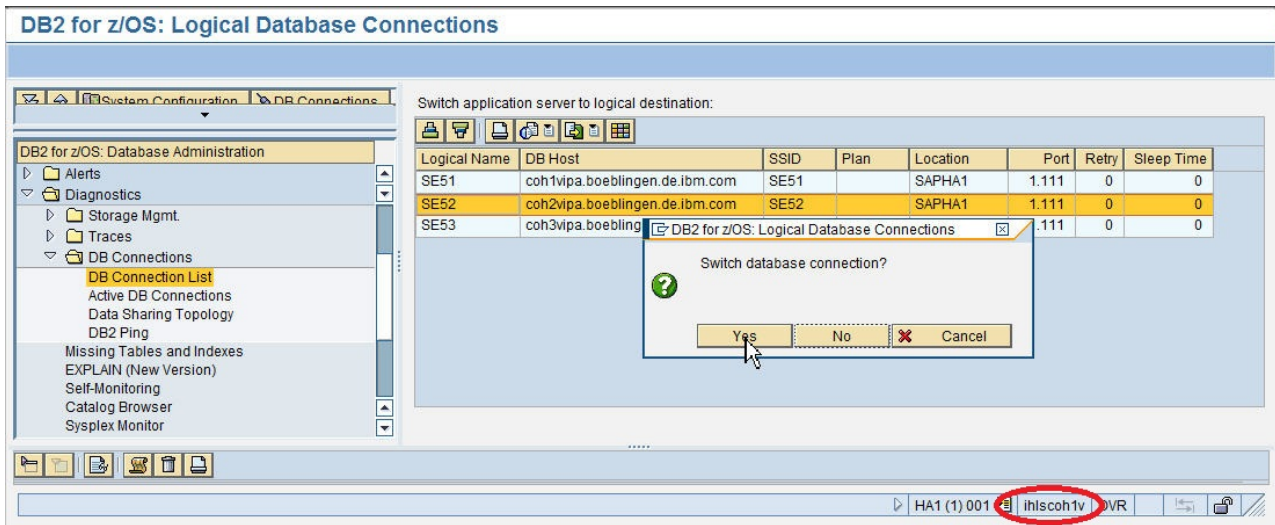 DB2 for z/OS: Logical Database Connections
System Configuration DB Connections
Switch application server to logical destination:
DB2 for z/OS: Database Administration
Alerts
Diagnostics
Storage Mgmt.
Traces
DB Connections
DB Connection List
Active DB Connections
Data Sharing Topology
DB2 Ping
Missing Tables and Indexes
EXPLAIN (New Version)
Self-Monitoring
Catalog Browser
Sysplex Monitor
Logical Name DB Host SSID Plan Location Port Retry Sleep Time
SE51 coh1vipa.boeblingen.de.ibm.com SE51 SAPHA1 1.111 0 0
SE52 coh2vipa.boeblingen.de.ibm.com SE52 SAPHA1 1.111 0 0
SE53 coh3vipa.boebling .111 0 0
DB2 for z/OS: Logical Database Connections
Switch database connection?
Yes No Cancel
HA1 (1) 001 ihlscoh1v OVR